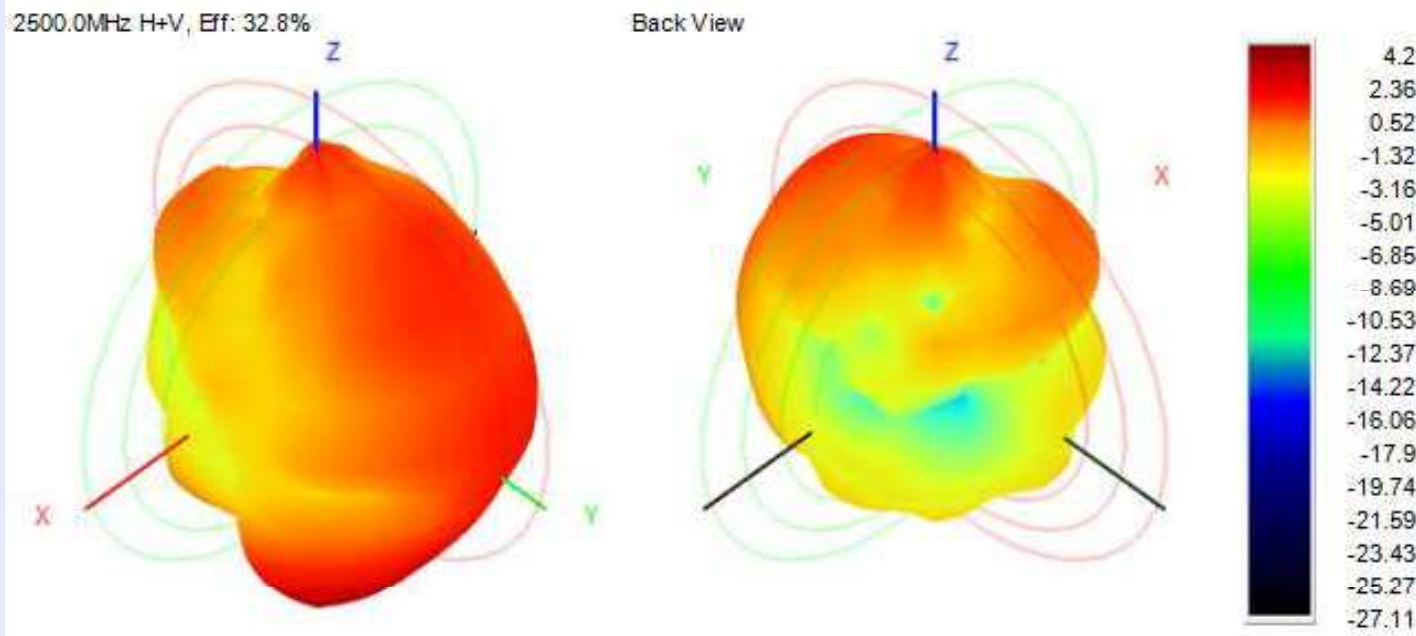 2500.0MHz H+V, Eff: 32.8%
Back View
Z
Z
Y
X
X
Y
4.2
2.36
0.52
-1.32
-3.16
-5.01
-6.85
-8.69
-10.53
-12.37
-14.22
-16.06
-17.9
-19.74
-21.59
-23.43
-25.27
-27.11